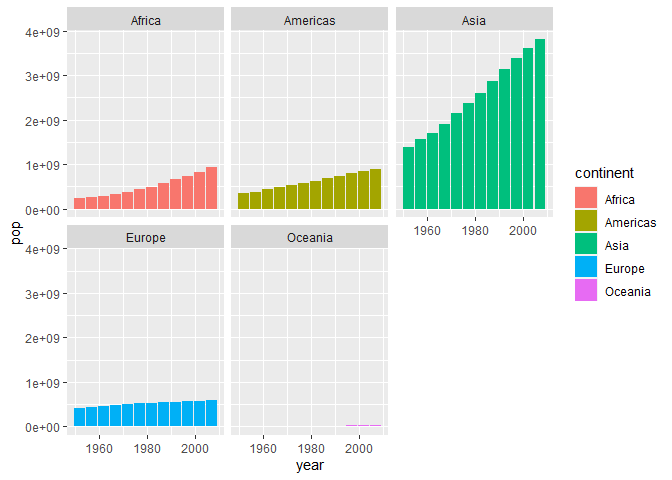 Africa
Americas
Asia
4e+09
3e+09
2e+09
1e+09
0e+00
1960 1980 2000
Europe
Oceania
4e+09
3e+09
2e+09
1e+09
0e+00
1960 1980 2000
1960 1980 2000
year
pop
continent
Africa
Americas
Asia
Europe
Oceania